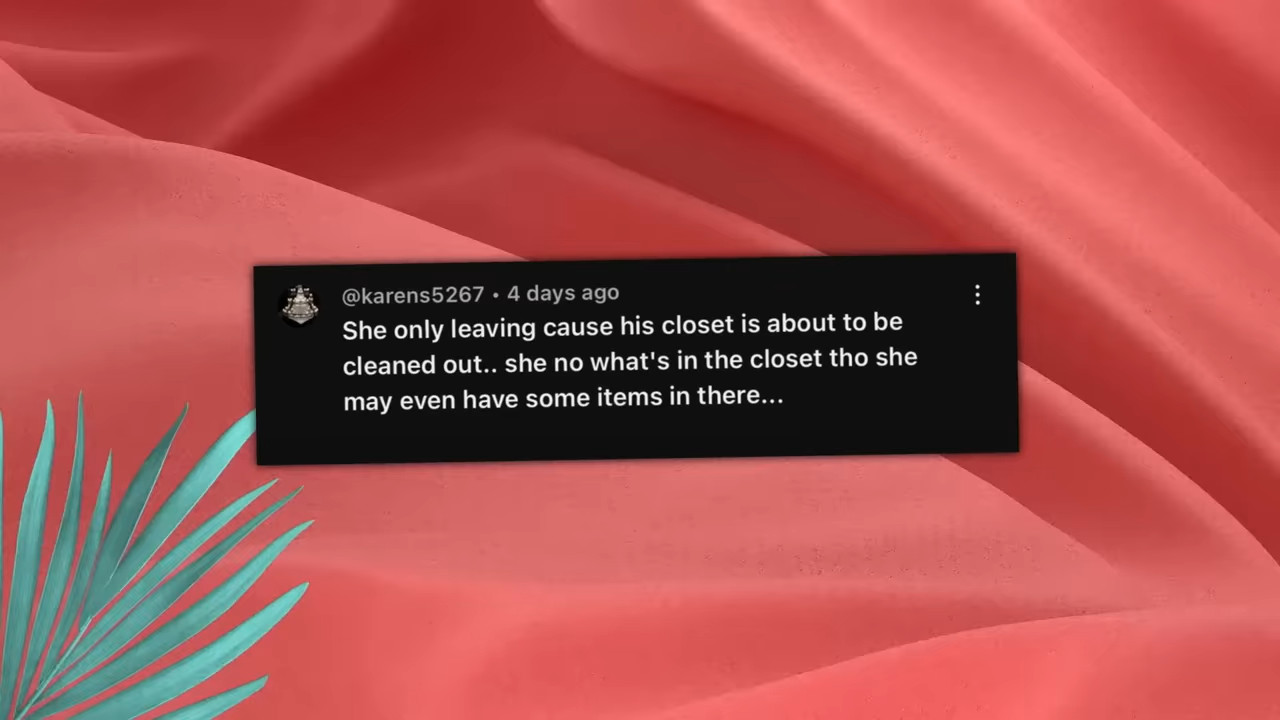 @karens5267 • 4 days ago
She only leaving cause his closet is about to be
cleaned out.. she no what's in the closet tho she
may even have some items in there...